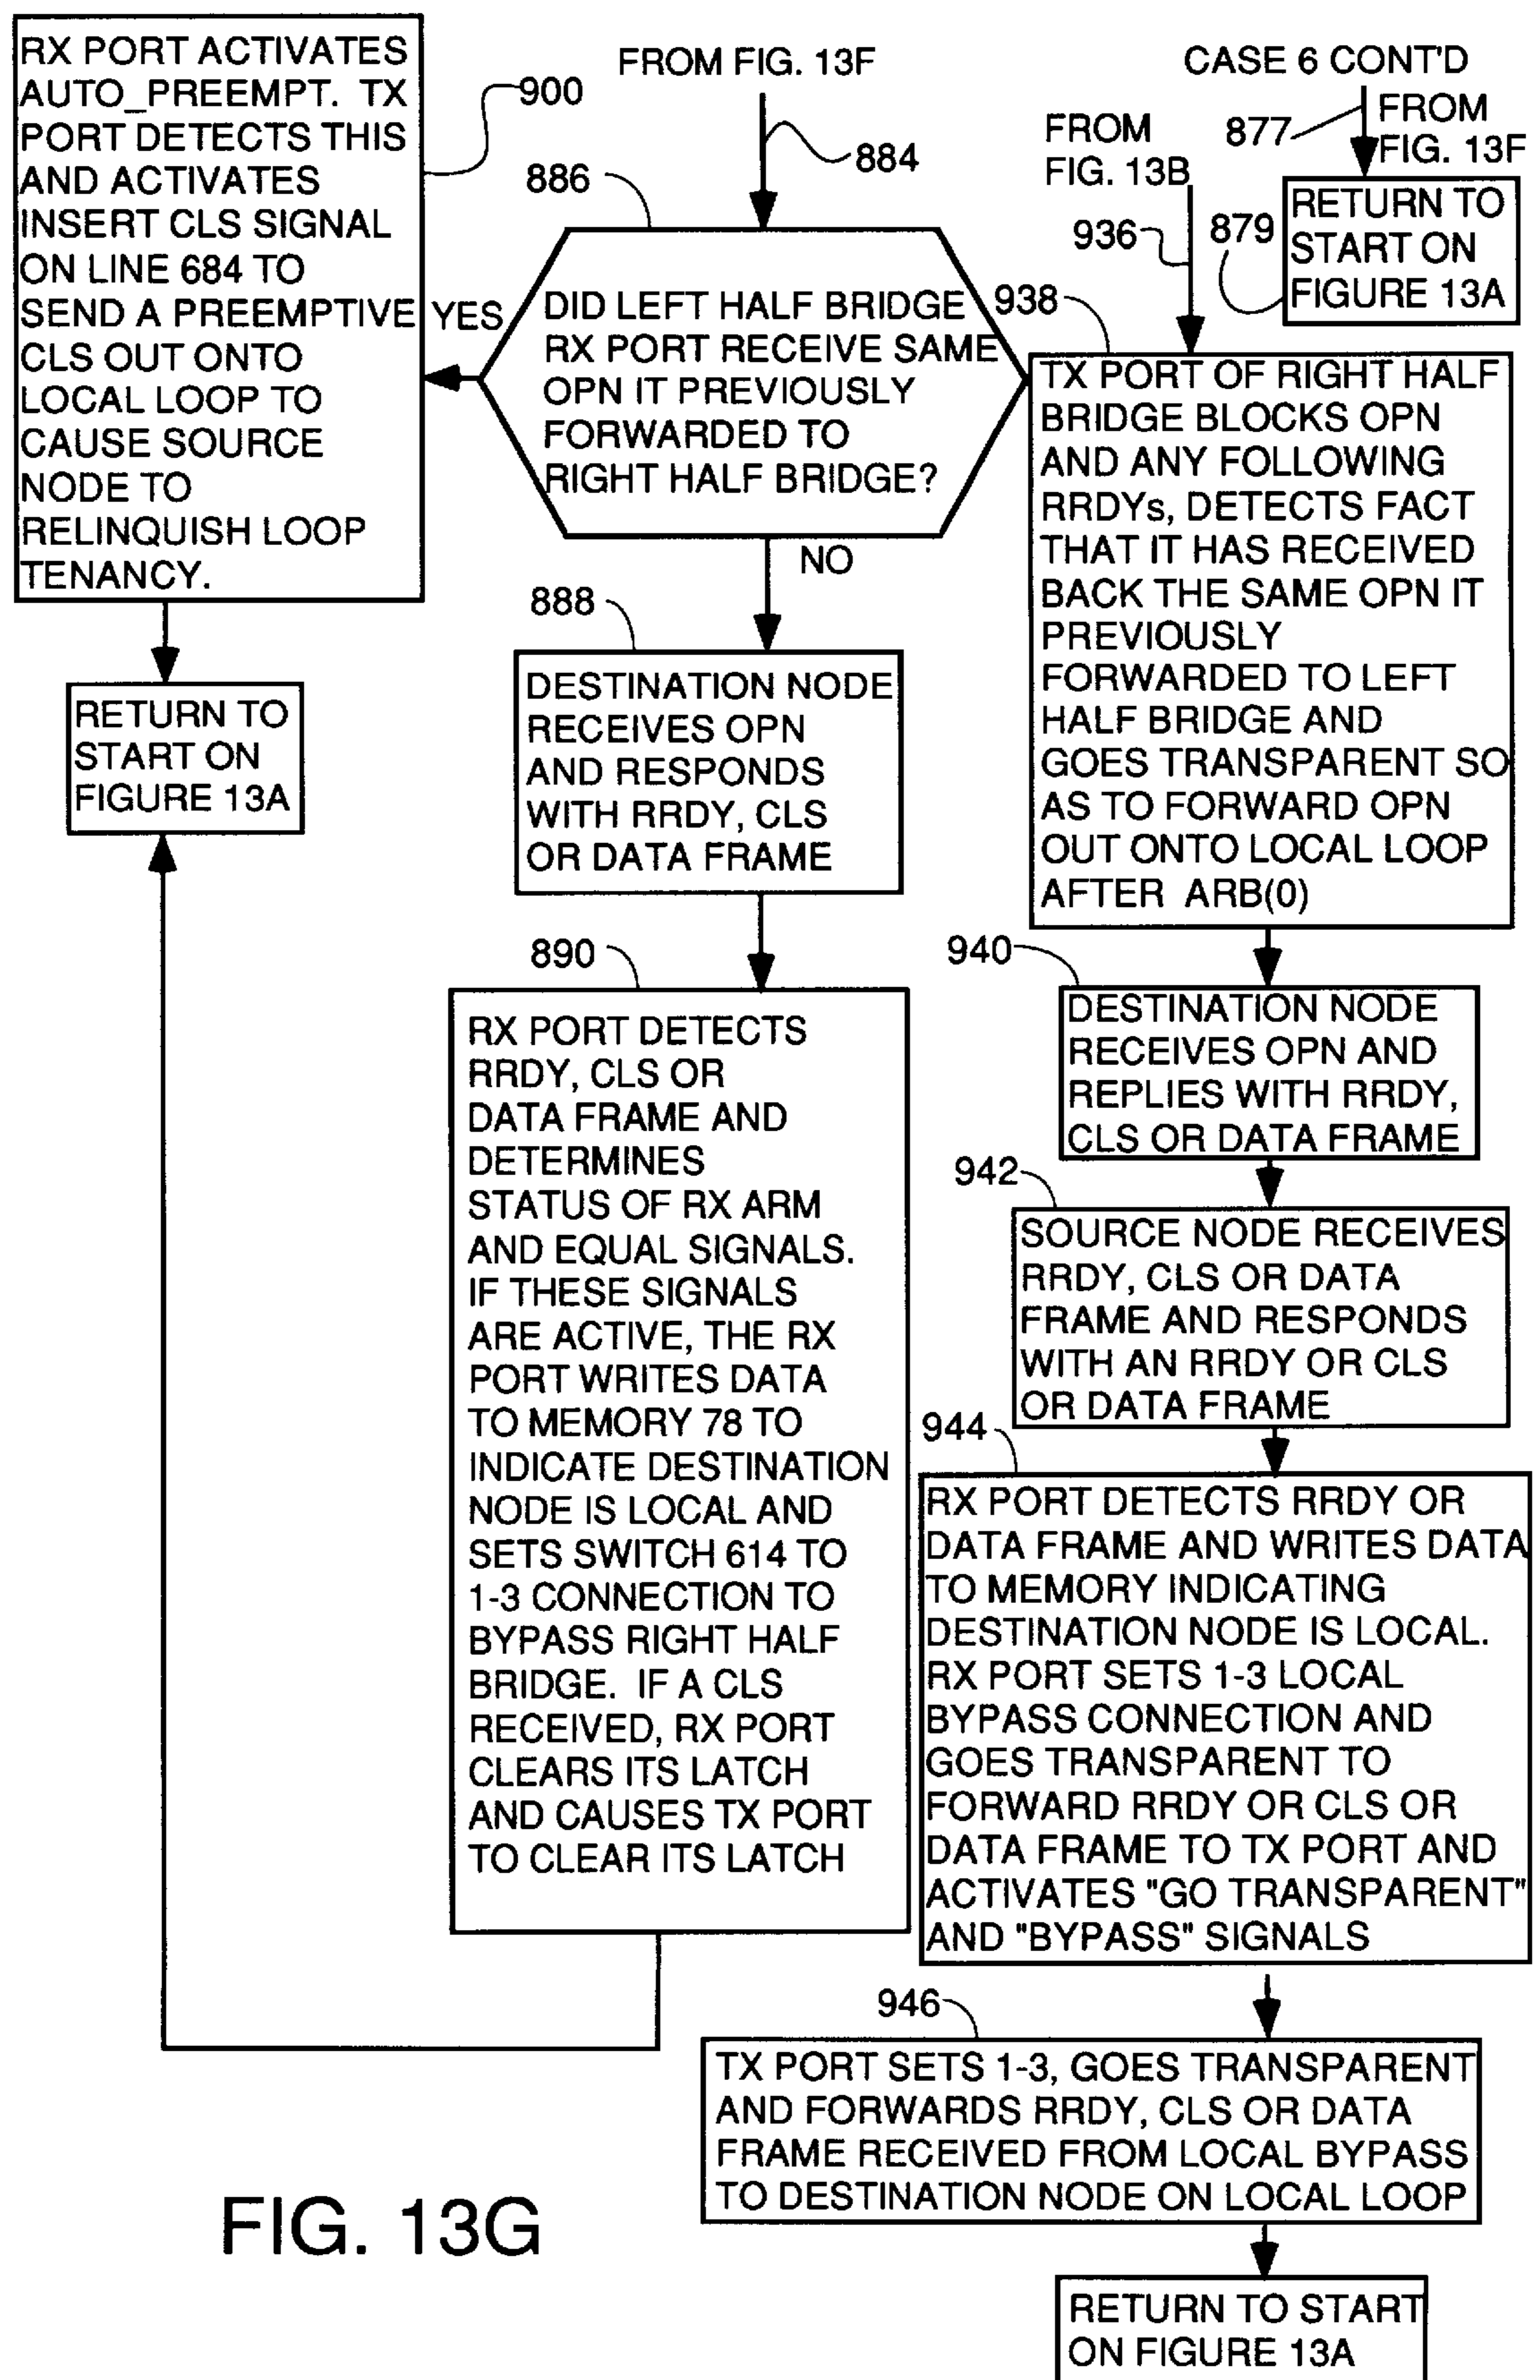 RX PORT ACTIVATES
AUTO_PREEMPT. TX
PORT DETECTS THIS
AND ACTIVATES
INSERT CLS SIGNAL
ON LINE 684 TO
SEND A PREEMPTIVE
CLS OUT ONTO
LOCAL LOOP TO
CAUSE SOURCE
NODE TO
RELINQUISH LOOP
TENANCY.
900
RETURN TO
START ON
FIGURE 13A
FROM FIG. 13F
884
886
DID LEFT HALF BRIDGE
RX PORT RECEIVE SAME
OPN IT PREVIOUSLY
FORWARDED TO
RIGHT HALF BRIDGE?
YES
NO
888
DESTINATION NODE
RECEIVES OPN
AND RESPONDS
WITH RRDY, CLS
OR DATA FRAME
890
RX PORT DETECTS
RRDY, CLS OR
DATA FRAME AND
DETERMINES
STATUS OF RX ARM
AND EQUAL SIGNALS.
IF THESE SIGNALS
ARE ACTIVE, THE RX
PORT WRITES DATA
TO MEMORY 78 TO
INDICATE DESTINATION
NODE IS LOCAL AND
SETS SWITCH 614 TO
1-3 CONNECTION TO
BYPASS RIGHT HALF
BRIDGE. IF A CLS
RECEIVED, RX PORT
CLEARS ITS LATCH
AND CAUSES TX PORT
TO CLEAR ITS LATCH
CASE 6 CONT'D
877
FROM
FIG. 13F
879
RETURN TO
START ON
FIGURE 13A
FROM
FIG. 13B
936
938
TX PORT OF RIGHT HALF
BRIDGE BLOCKS OPN
AND ANY FOLLOWING
RRDYs, DETECTS FACT
THAT IT HAS RECEIVED
BACK THE SAME OPN IT
PREVIOUSLY
FORWARDED TO LEFT
HALF BRIDGE AND
GOES TRANSPARENT SO
AS TO FORWARD OPN
OUT ONTO LOCAL LOOP
AFTER ARB(0)
940
DESTINATION NODE
RECEIVES OPN AND
REPLIES WITH RRDY,
CLS OR DATA FRAME
942
SOURCE NODE RECEIVES
RRDY, CLS OR DATA
FRAME AND RESPONDS
WITH AN RRDY OR CLS
OR DATA FRAME
944
RX PORT DETECTS RRDY OR
DATA FRAME AND WRITES DATA
TO MEMORY INDICATING
DESTINATION NODE IS LOCAL.
RX PORT SETS 1-3 LOCAL
BYPASS CONNECTION AND
GOES TRANSPARENT TO
FORWARD RRDY OR CLS OR
DATA FRAME TO TX PORT AND
ACTIVATES "GO TRANSPARENT"
AND "BYPASS" SIGNALS
946
TX PORT SETS 1-3, GOES TRANSPARENT
AND FORWARDS RRDY, CLS OR DATA
FRAME RECEIVED FROM LOCAL BYPASS
TO DESTINATION NODE ON LOCAL LOOP
RETURN TO START
ON FIGURE 13A
FIG. 13G